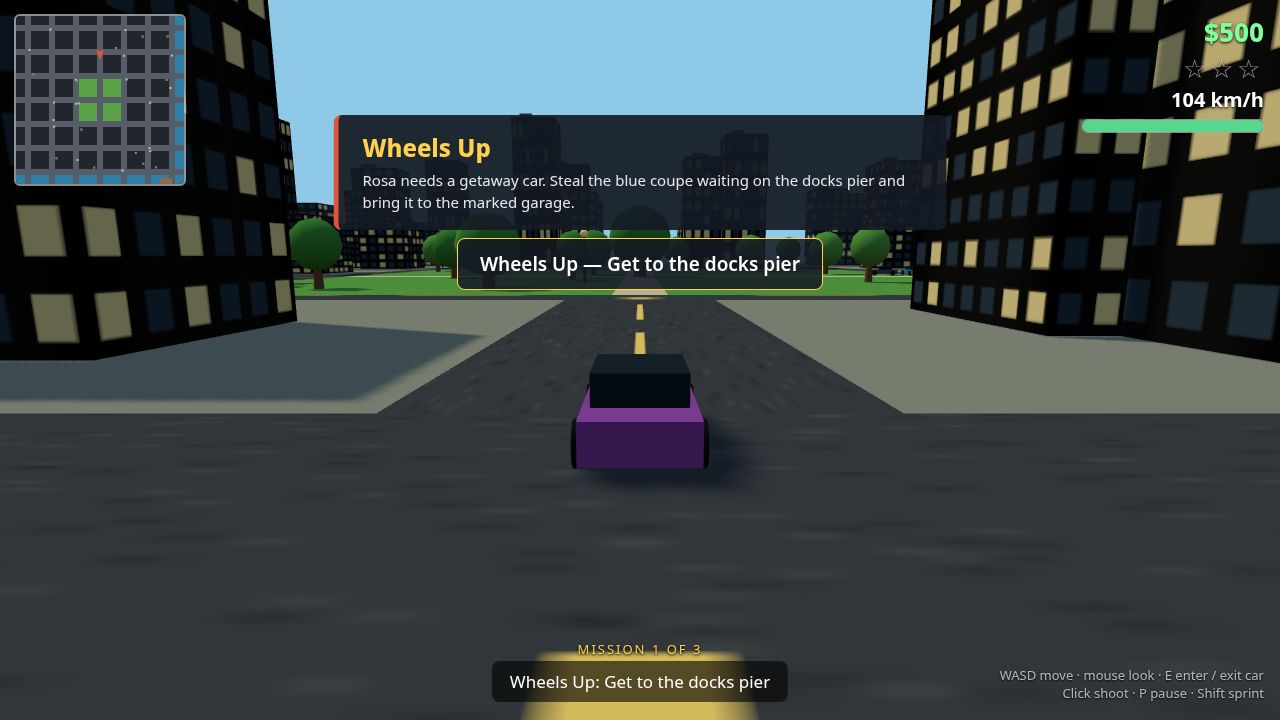 $500
☆☆☆
104 km/h
Wheels Up
Rosa needs a getaway car. Steal the blue coupe waiting on the docks pier and
bring it to the marked garage.
Wheels Up — Get to the docks pier
MISSION 1 OF 3
Wheels Up: Get to the docks pier
WASD move · mouse look · E enter / exit car
Click shoot · P pause · Shift sprint